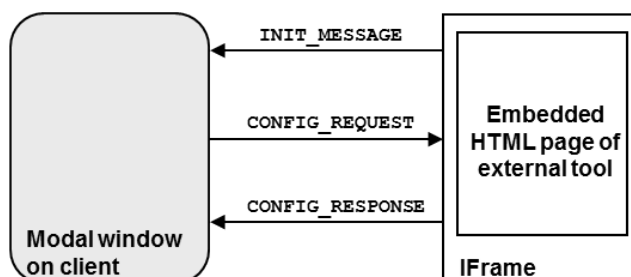 INIT_MESSAGE
CONFIG_REQUEST
CONFIG_RESPONSE
Modal window
on client
Embedded
HTML page of
external tool
IFrame